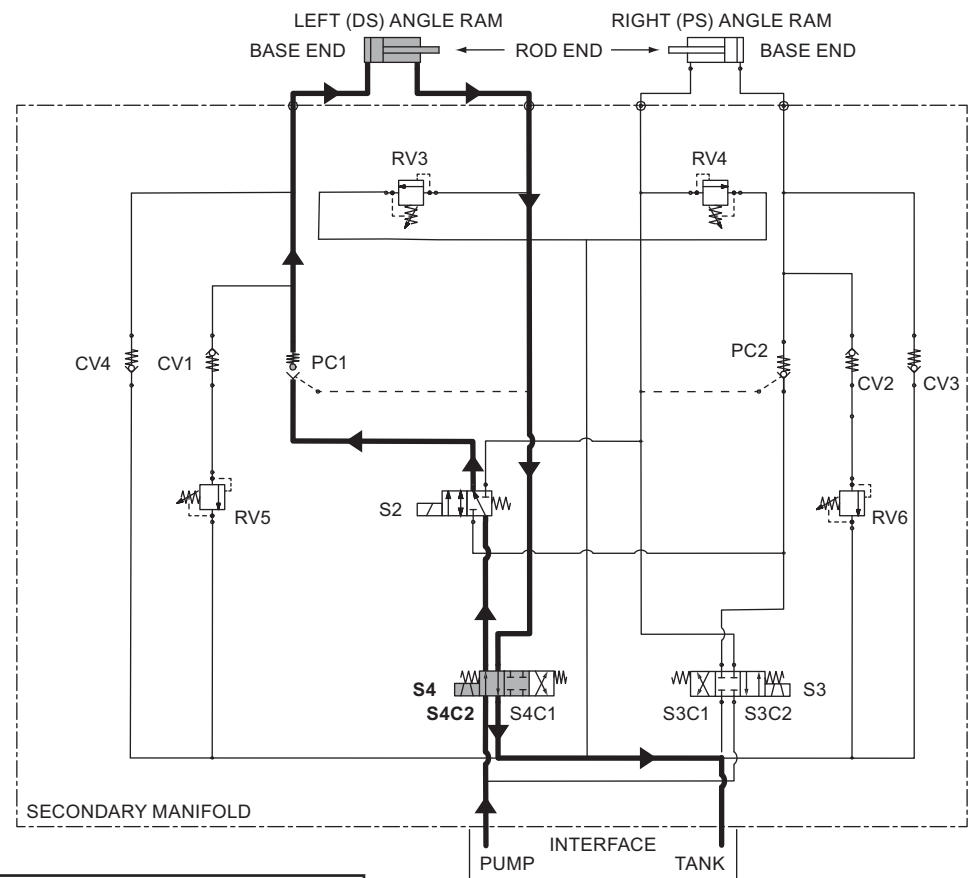 LEFT (DS) ANGLE RAM
RIGHT (PS) ANGLE RAM
BASE END
ROD END
BASE END
RV3
RV4
CV4
CV1
PC1
PC2
CV2
CV3
S2
RV5
RV6
S4
S3
S4C2
S4C1
S3C1
S3C2
SECONDARY MANIFOLD
INTERFACE
PUMP
TANK